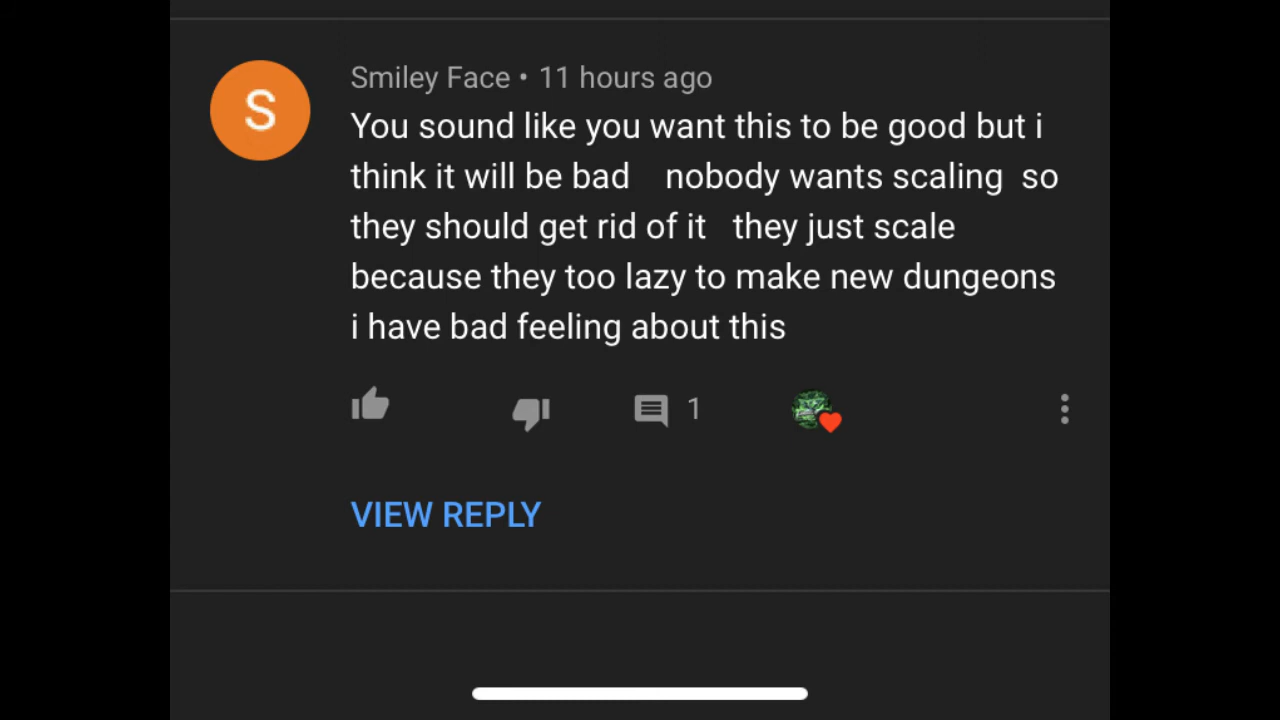 S
Smiley Face • 11 hours ago
You sound like you want this to be good but i
think it will be bad    nobody wants scaling  so
they should get rid of it   they just scale
because they too lazy to make new dungeons
i have bad feeling about this
1
VIEW REPLY